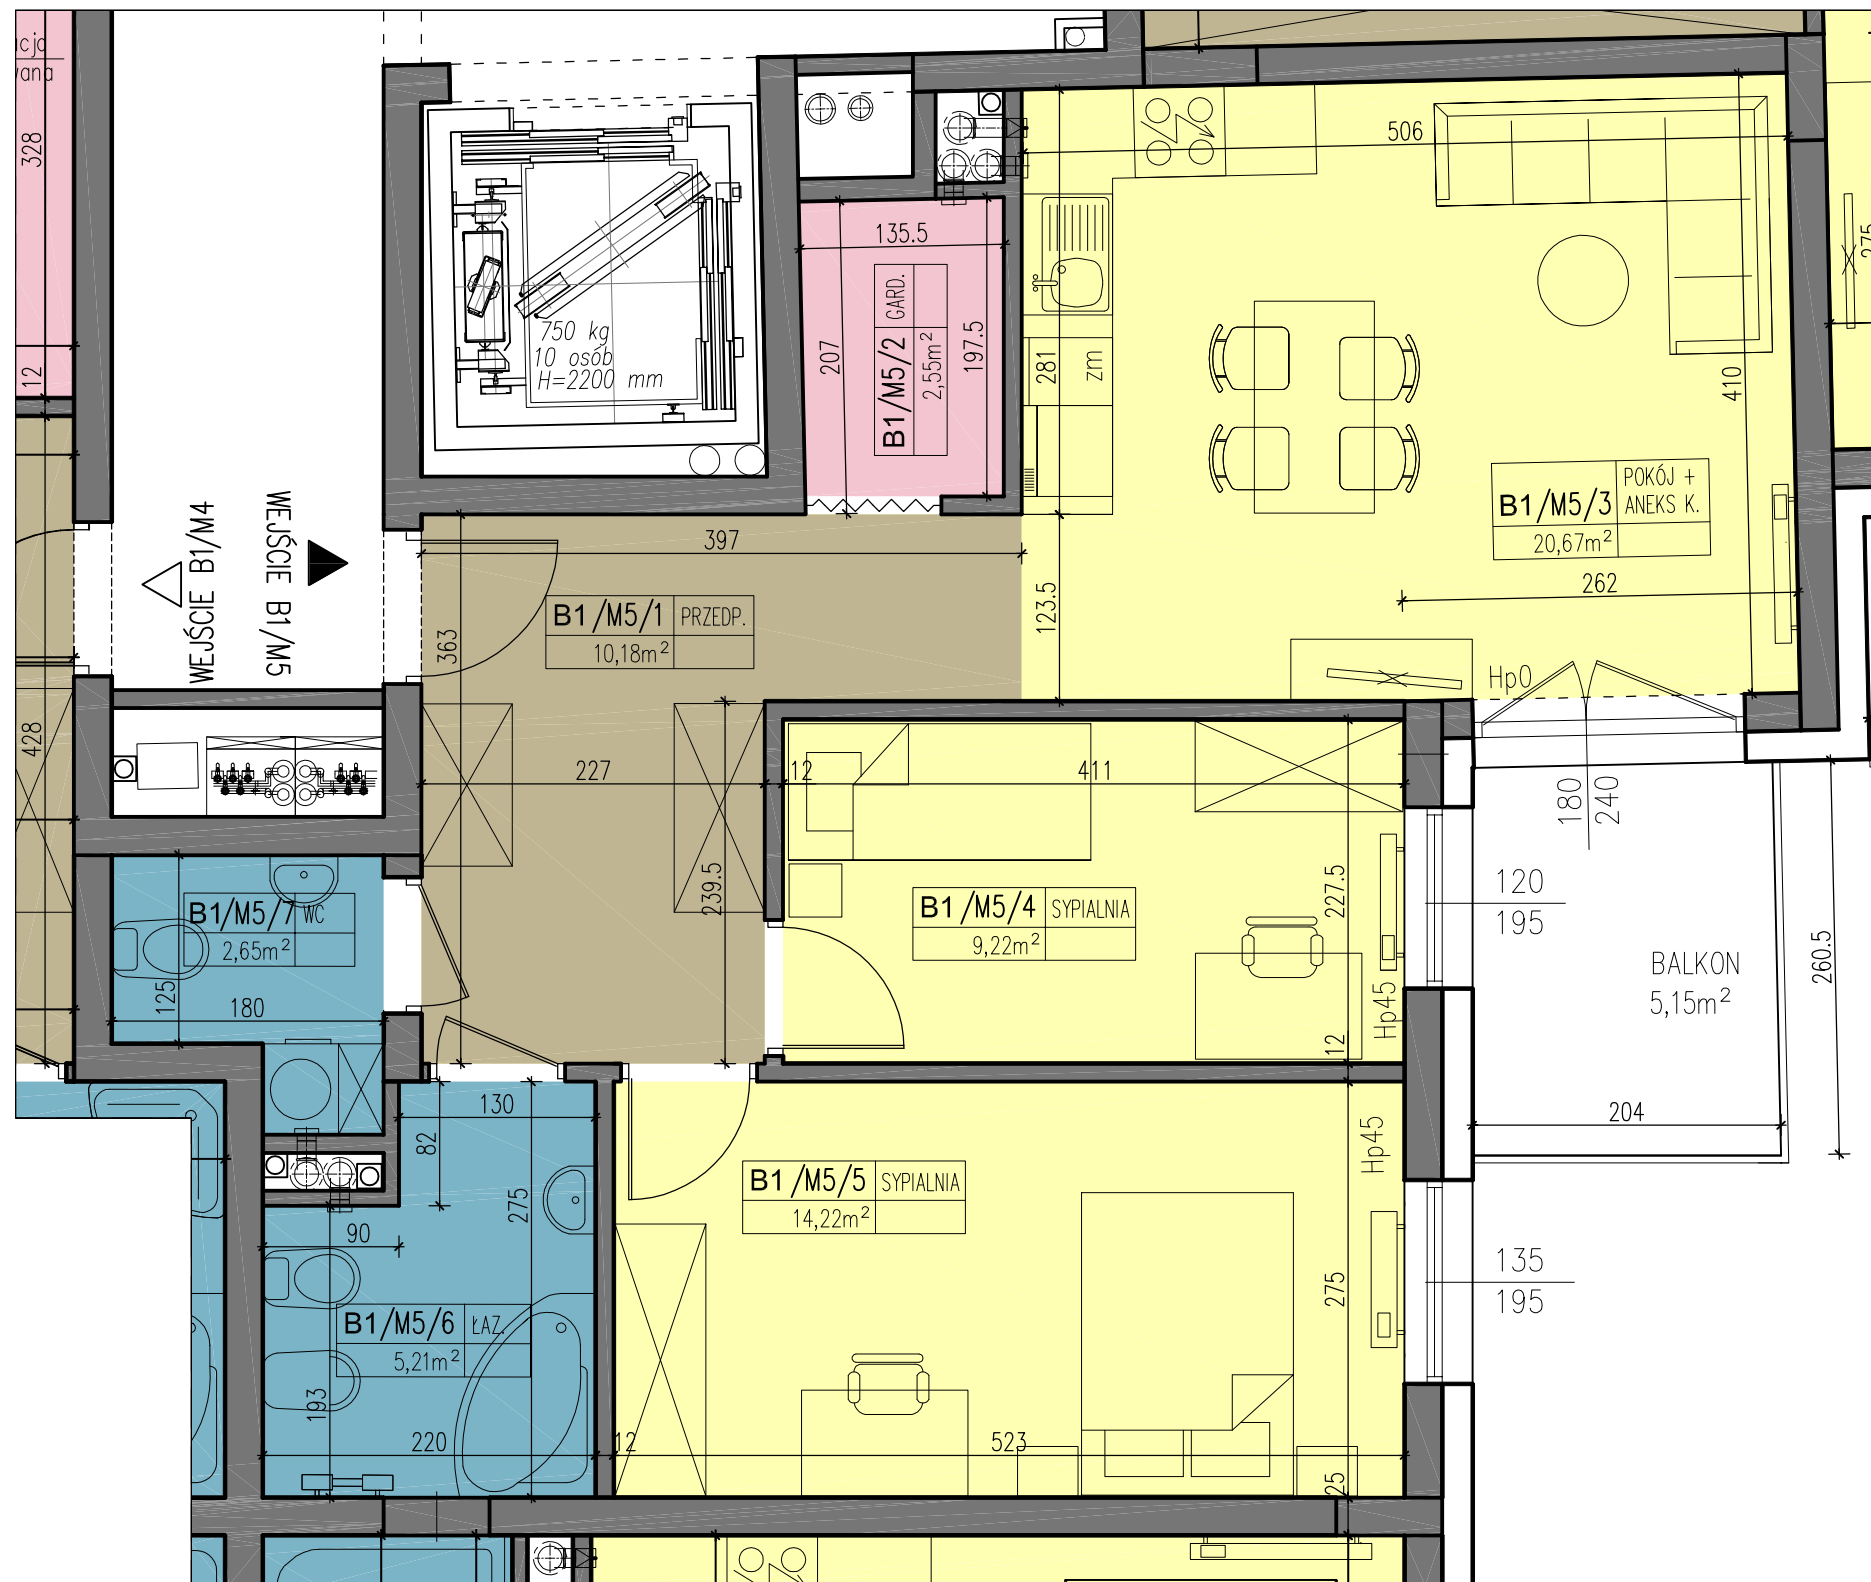 cja
wana
328
12
428
WEJŚCIE B1/M4
WEJŚCIE B1/M5
750 kg
10 osób
H=2200 mm
135.5
207
B1/M5/2 GARD.
2,55m²
197.5
281
zm
506
410
275
B1/M5/3 POKÓJ +
ANEKS K.
20,67m²
262
397
123.5
363
B1/M5/1 PRZEDP.
10,18m²
Hp0
180
240
227
12
411
239.5
227.5
B1/M5/4 SYPIALNIA
9,22m²
Hp45
12
120
195
BALKON
5,15m²
260.5
204
B1/M5/7 WC
2,65m²
125
180
130
82
275
90
B1/M5/6 ŁAZ.
5,21m²
193
220
12
B1/M5/5 SYPIALNIA
14,22m²
Hp45
275
135
195
523
25